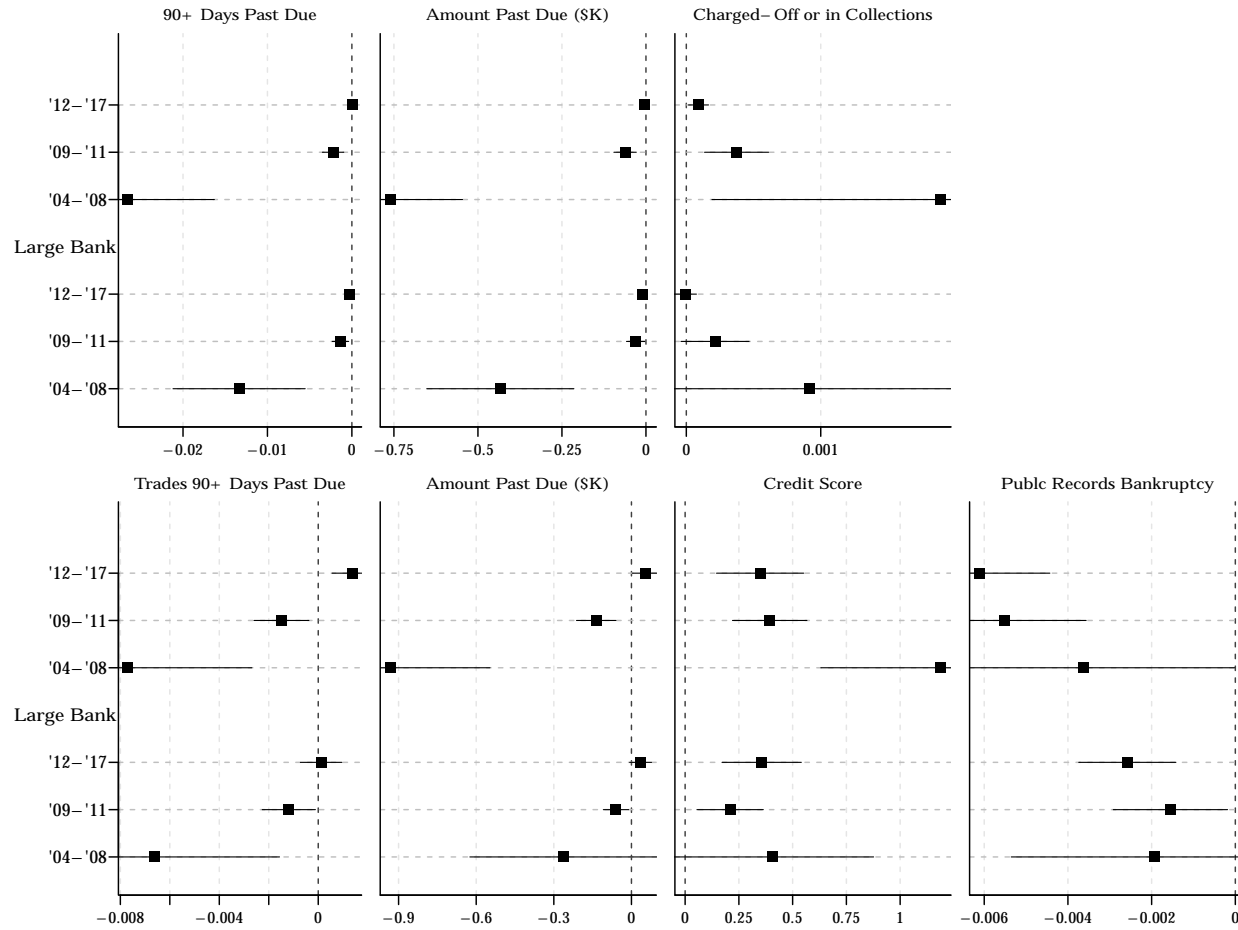 90+ Days Past Due
Amount Past Due ($K)
Charged−Off or in Collections
'12−'17
'09−'11
'04−'08
Large Bank
'12−'17
'09−'11
'04−'08
−0.02 −0.01 0
−0.75 −0.5 −0.25 0
0 0.001
Trades 90+ Days Past Due
Amount Past Due ($K)
Credit Score
Publc Records Bankruptcy
'12−'17
'09−'11
'04−'08
Large Bank
'12−'17
'09−'11
'04−'08
−0.008 −0.004 0
−0.9 −0.6 −0.3 0
0 0.25 0.5 0.75 1
−0.006 −0.004 −0.002 0